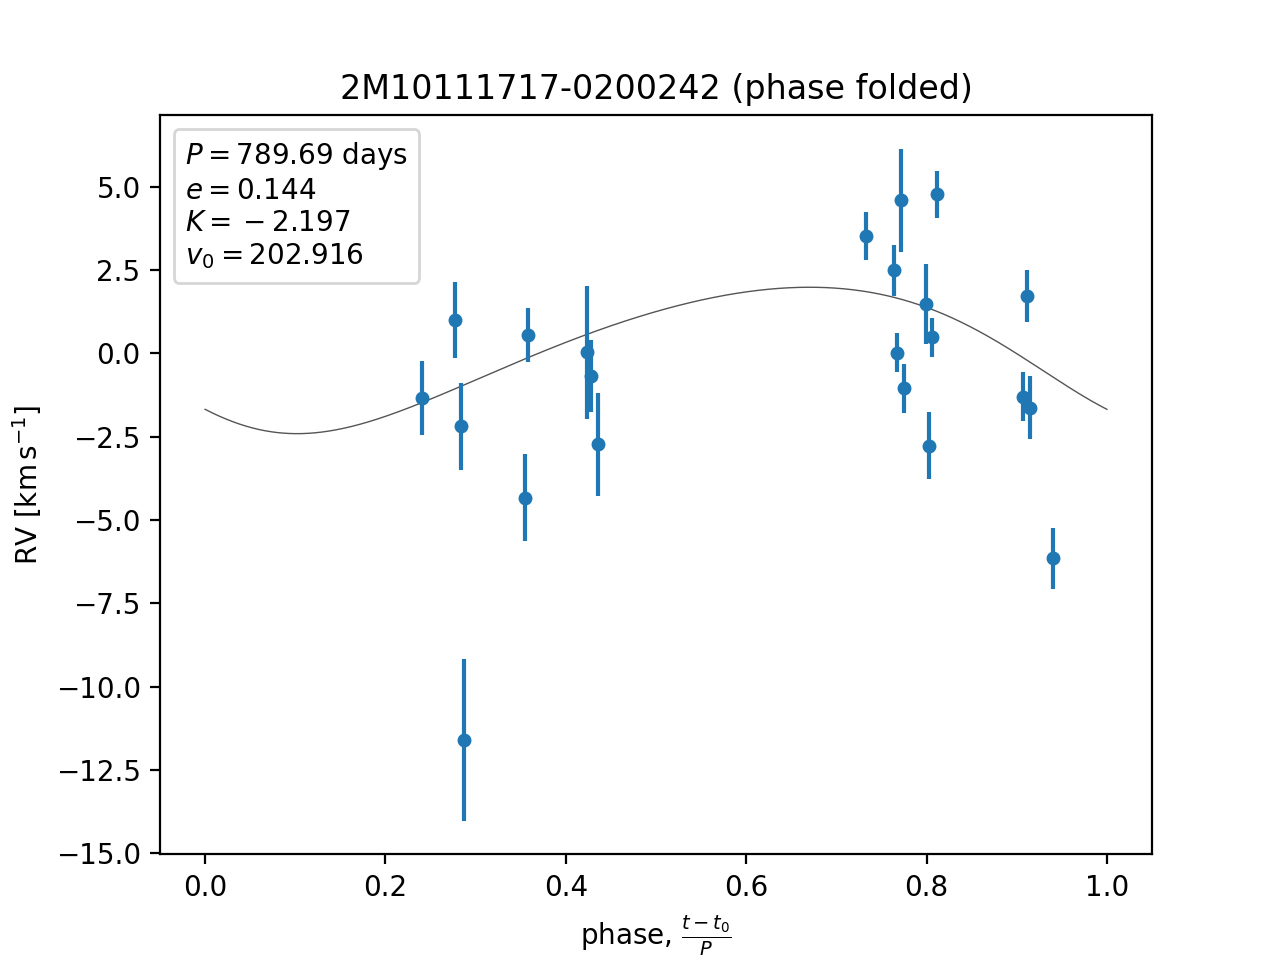 2M10111717-0200242 (phase folded)
P = 789.69 days
e = 0.144
K = −2.197
v₀ = 202.916
5.0
2.5
0.0
−2.5
−5.0
−7.5
−10.0
−12.5
−15.0
RV [km s⁻¹]
0.0 0.2 0.4 0.6 0.8 1.0
phase, (t − t₀)/P